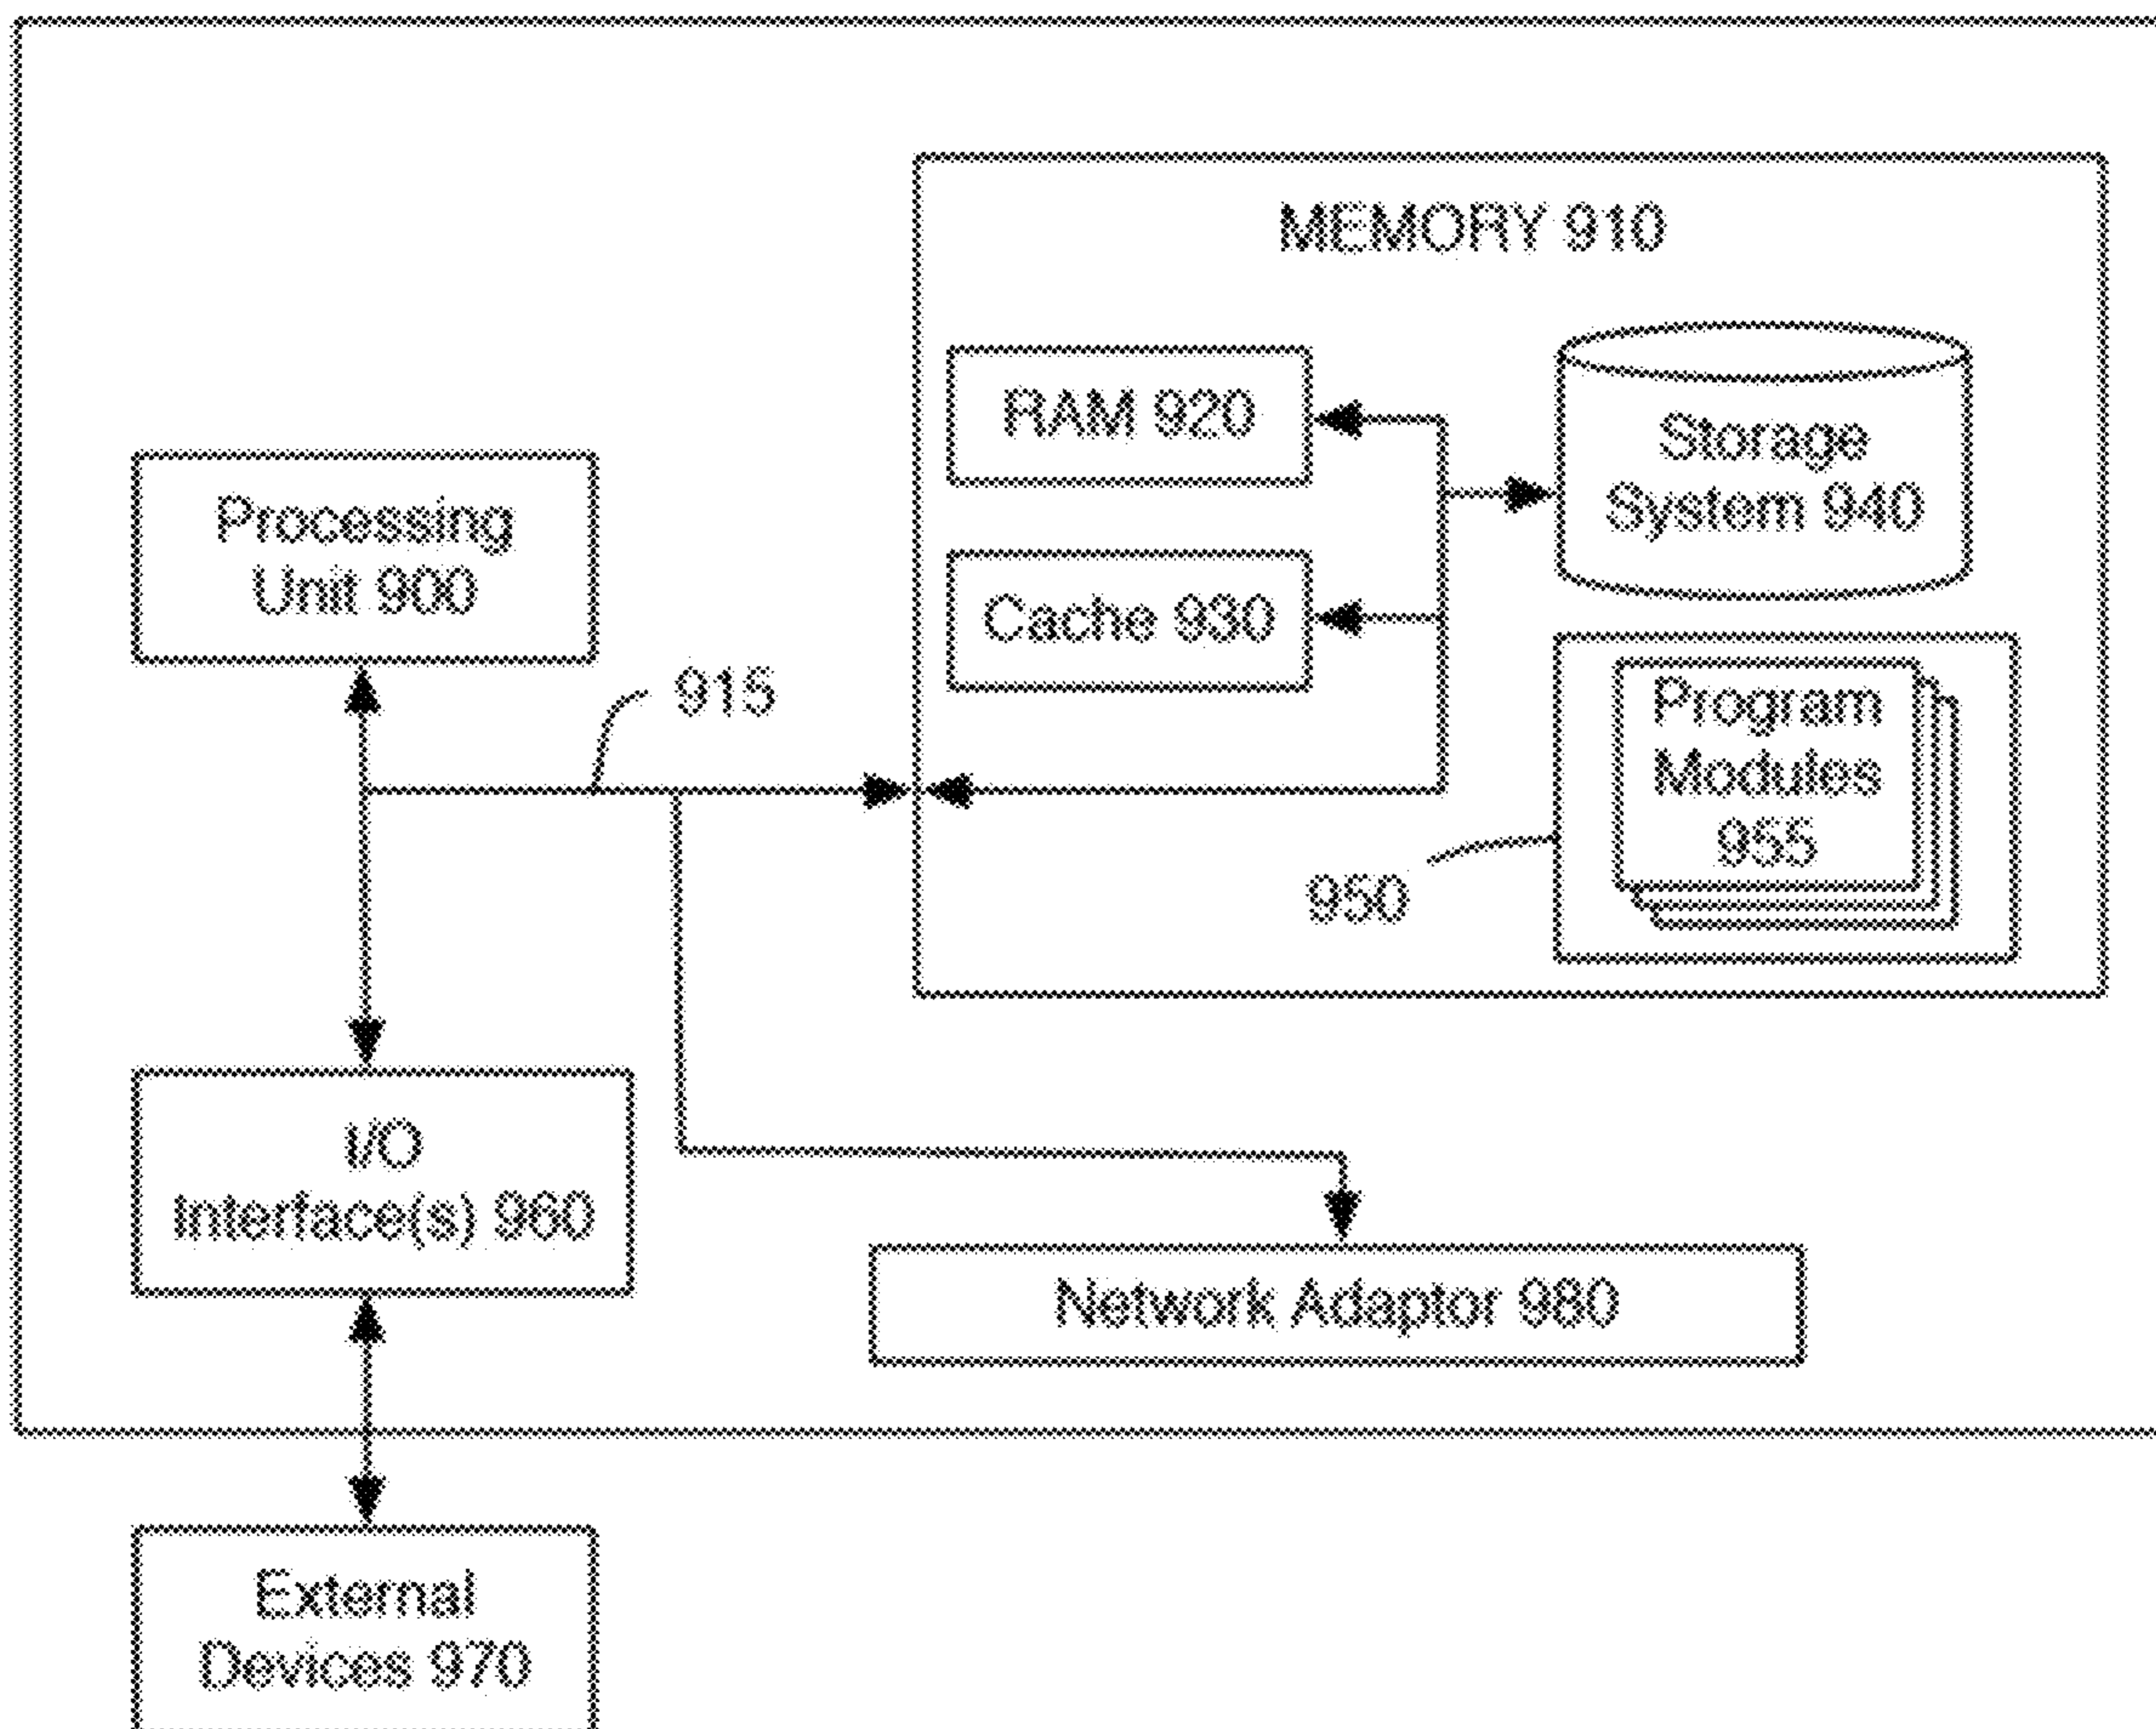 MEMORY 910
RAM 920
Storage
System 940
Processing
Unit 900
Cache 930
915
Program
Modules
955
950
I/O
Interface(s) 960
Network Adaptor 980
External
Devices 970